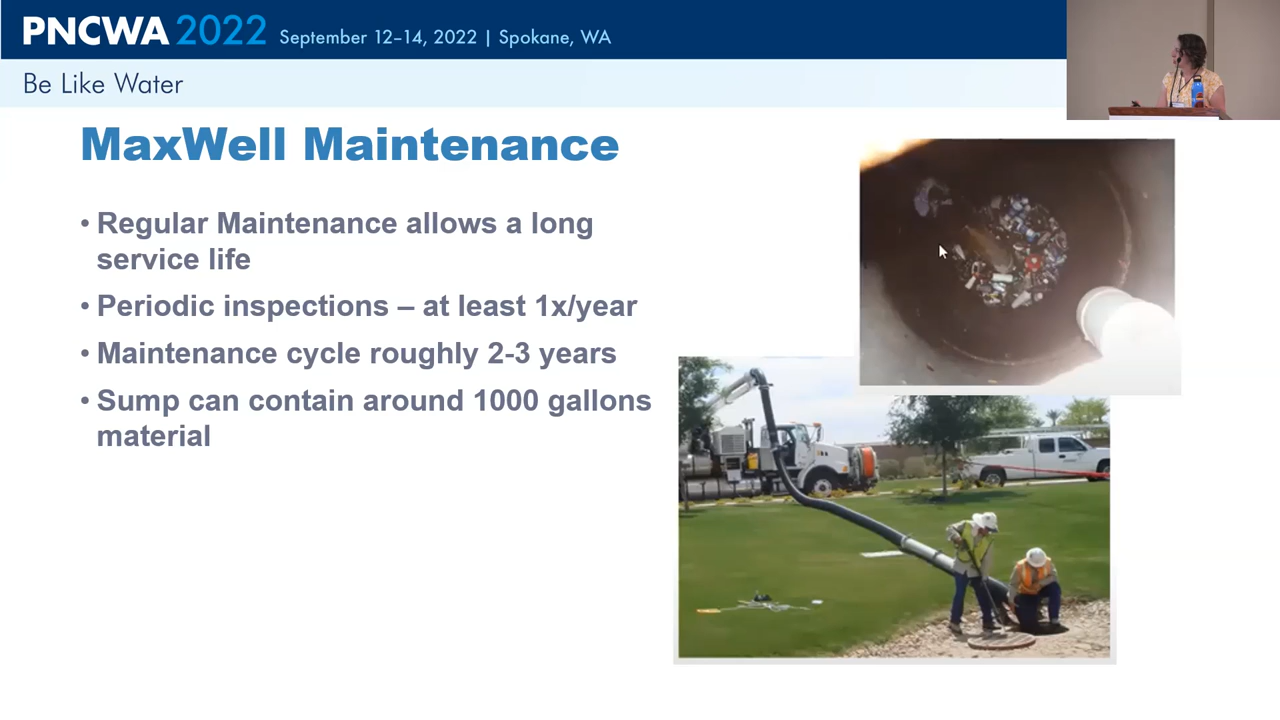 PNCWA 2022 September 12–14, 2022 | Spokane, WA
Be Like Water
MaxWell Maintenance
• Regular Maintenance allows a long
service life
• Periodic inspections – at least 1x/year
• Maintenance cycle roughly 2-3 years
• Sump can contain around 1000 gallons
material